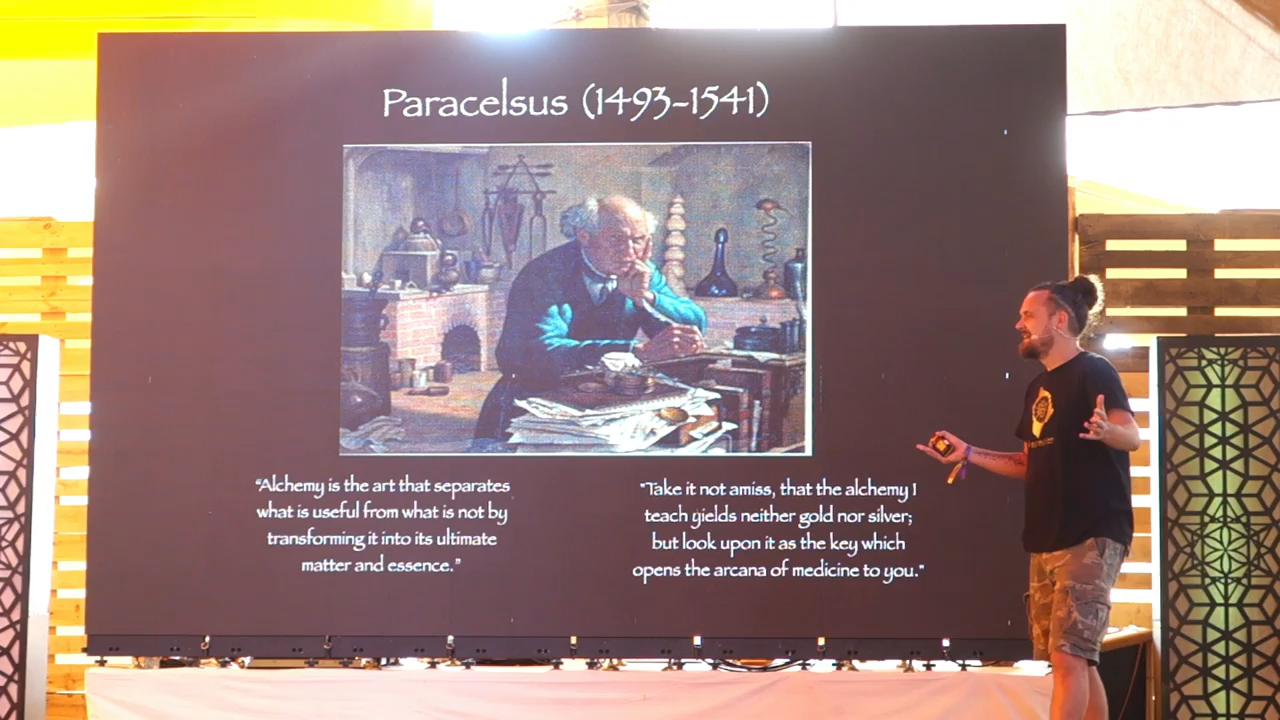 Paracelsus (1493-1541)
"Alchemy is the art that separates
what is useful from what is not by
transforming it into its ultimate
matter and essence."
"Take it not amiss, that the alchemy I
teach yields neither gold nor silver;
but look upon it as the key which
opens the arcana of medicine to you."